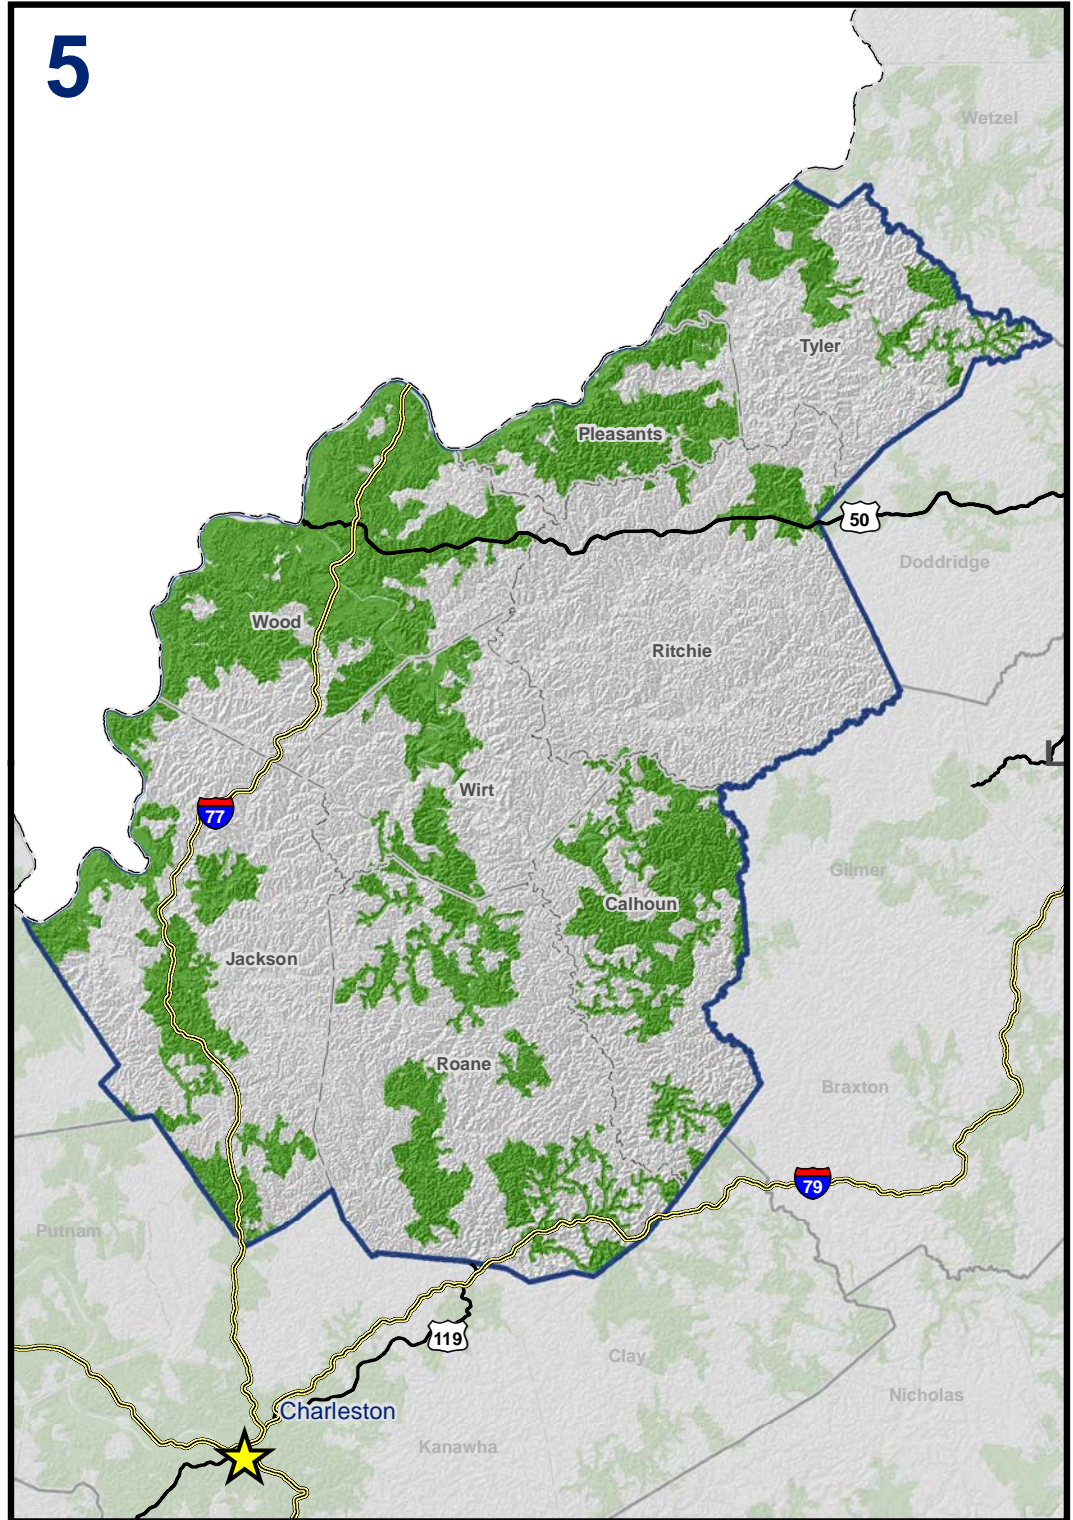 5
Wetzel
Tyler
Pleasants
50
Doddridge
Wood
Ritchie
L
Wirt
77
Gilmer
Calhoun
Jackson
Roane
Braxton
79
Putnam
119
Clay
Nicholas
Charleston
Kanawha